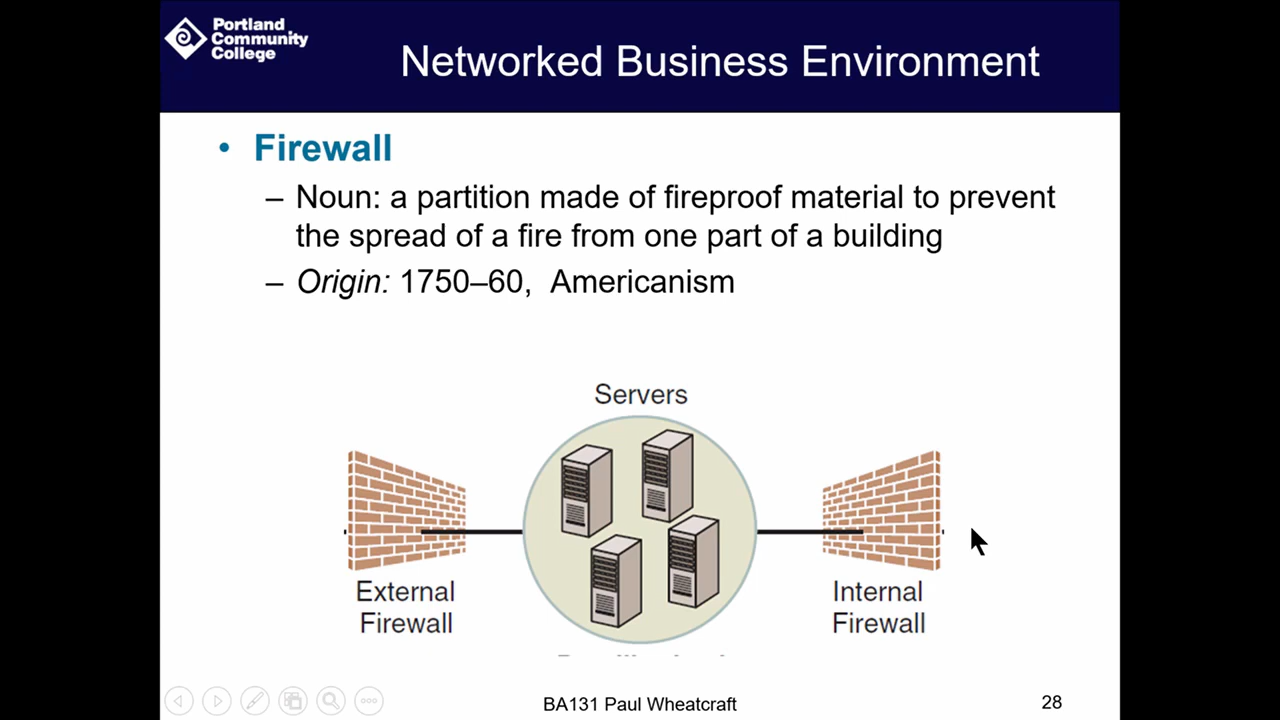 Portland
Community
College
Networked Business Environment
• Firewall
– Noun: a partition made of fireproof material to prevent
the spread of a fire from one part of a building
– Origin: 1750–60, Americanism
Servers
External
Firewall
Internal
Firewall
BA131 Paul Wheatcraft
28